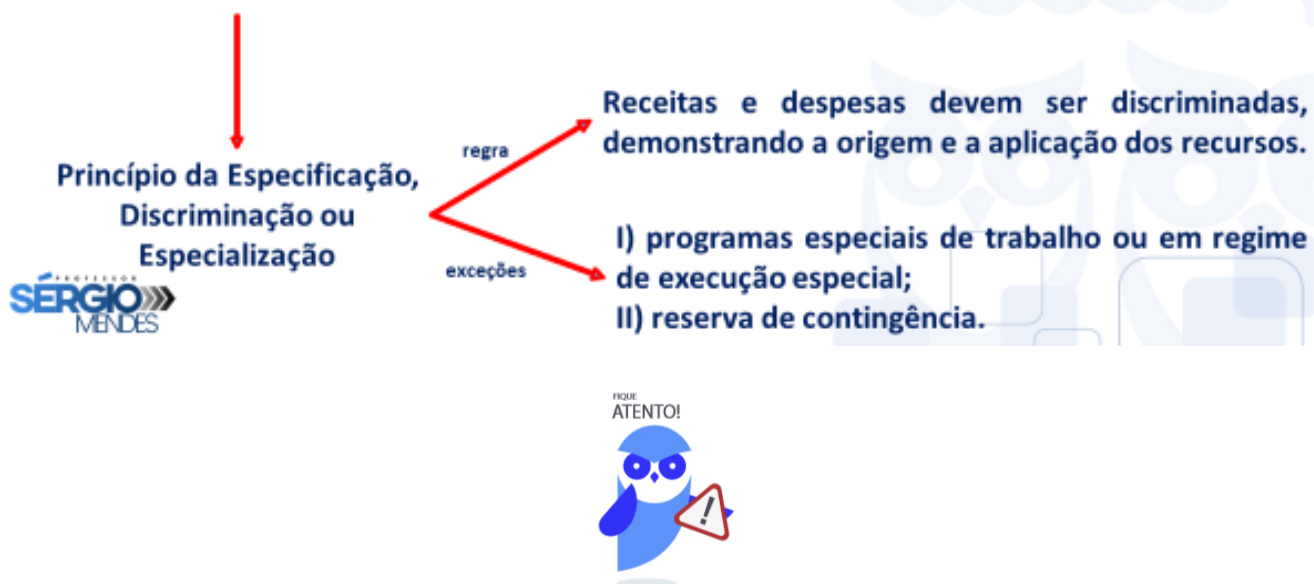 Receitas e despesas devem ser discriminadas,
demonstrando a origem e a aplicação dos recursos.
regra
Princípio da Especificação,
Discriminação ou
Especialização
exceções
I) programas especiais de trabalho ou em regime
de execução especial;
II) reserva de contingência.
PROFESSOR
SÉRGIO
MENDES
FIQUE
ATENTO!
!